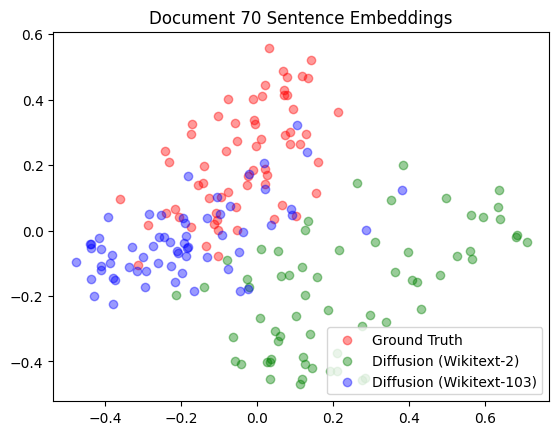 Document 70 Sentence Embeddings
0.6
0.4
0.2
0.0
−0.2
−0.4
Ground Truth
Diffusion (Wikitext-2)
Diffusion (Wikitext-103)
−0.4 −0.2 0.0 0.2 0.4 0.6